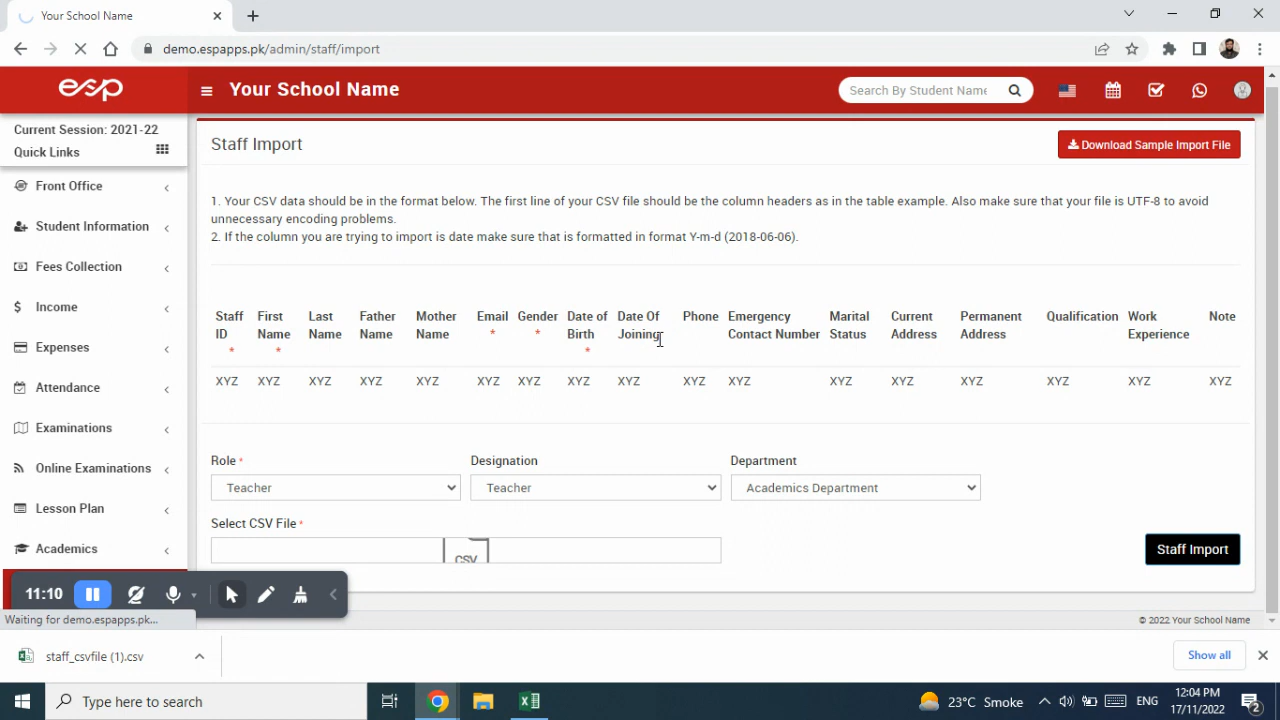 Your School Name
demo.espapps.pk/admin/staff/import
esp
Your School Name
Search By Student Name
Current Session: 2021-22
Quick Links
Front Office
Student Information
Fees Collection
$ Income
Expenses
Attendance
Examinations
Online Examinations
Lesson Plan
Academics
Staff Import
Download Sample Import File
1. Your CSV data should be in the format below. The first line of your CSV file should be the column headers as in the table example. Also make sure that your file is UTF-8 to avoid
unnecessary encoding problems.
2. If the column you are trying to import is date make sure that is formatted in format Y-m-d (2018-06-06).
Staff First Last Father Mother Email Gender Date of Date Of Phone Emergency Marital Current Permanent Qualification Work Note
ID Name Name Name Name * * Birth Joining Contact Number Status Address Address Experience
* * *
XYZ XYZ XYZ XYZ XYZ XYZ XYZ XYZ XYZ XYZ XYZ XYZ XYZ XYZ XYZ XYZ XYZ
Role * Designation Department
Teacher Teacher Academics Department
Select CSV File *
CSV
Staff Import
11:10
Waiting for demo.espapps.pk...
© 2022 Your School Name
staff_csvfile (1).csv
Show all
Type here to search
23°C Smoke
ENG
12:04 PM
17/11/2022
2